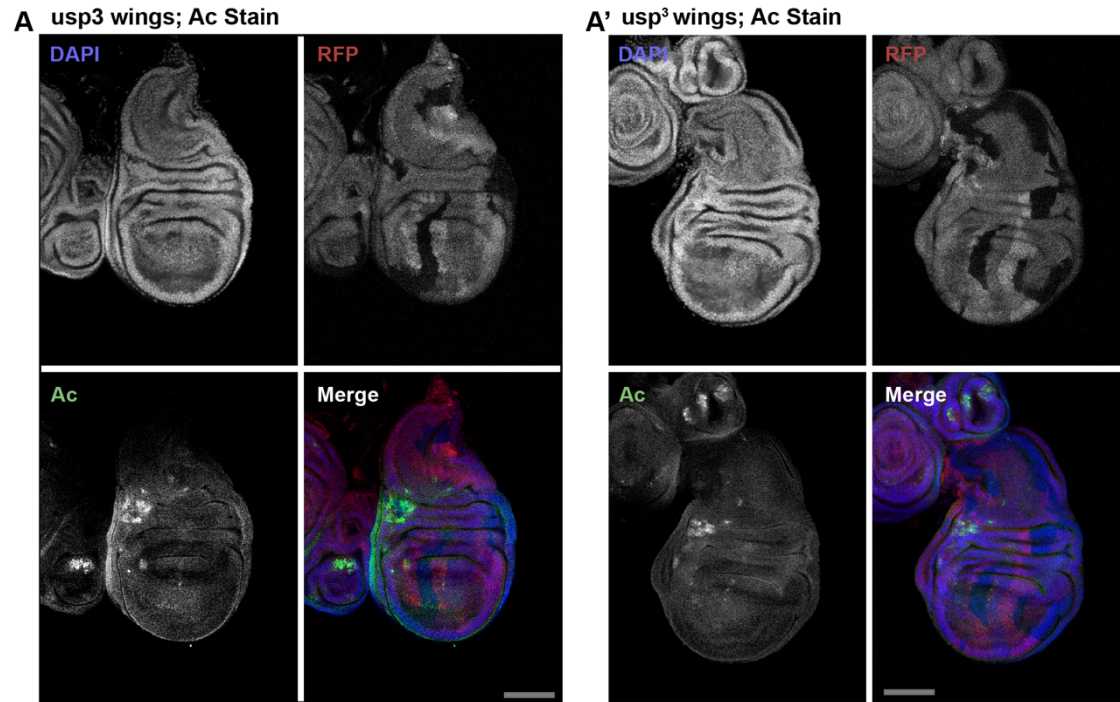 A usp3 wings; Ac Stain
DAPI RFP
Ac Merge
A' usp³ wings; Ac Stain
DAPI RFP
Ac Merge